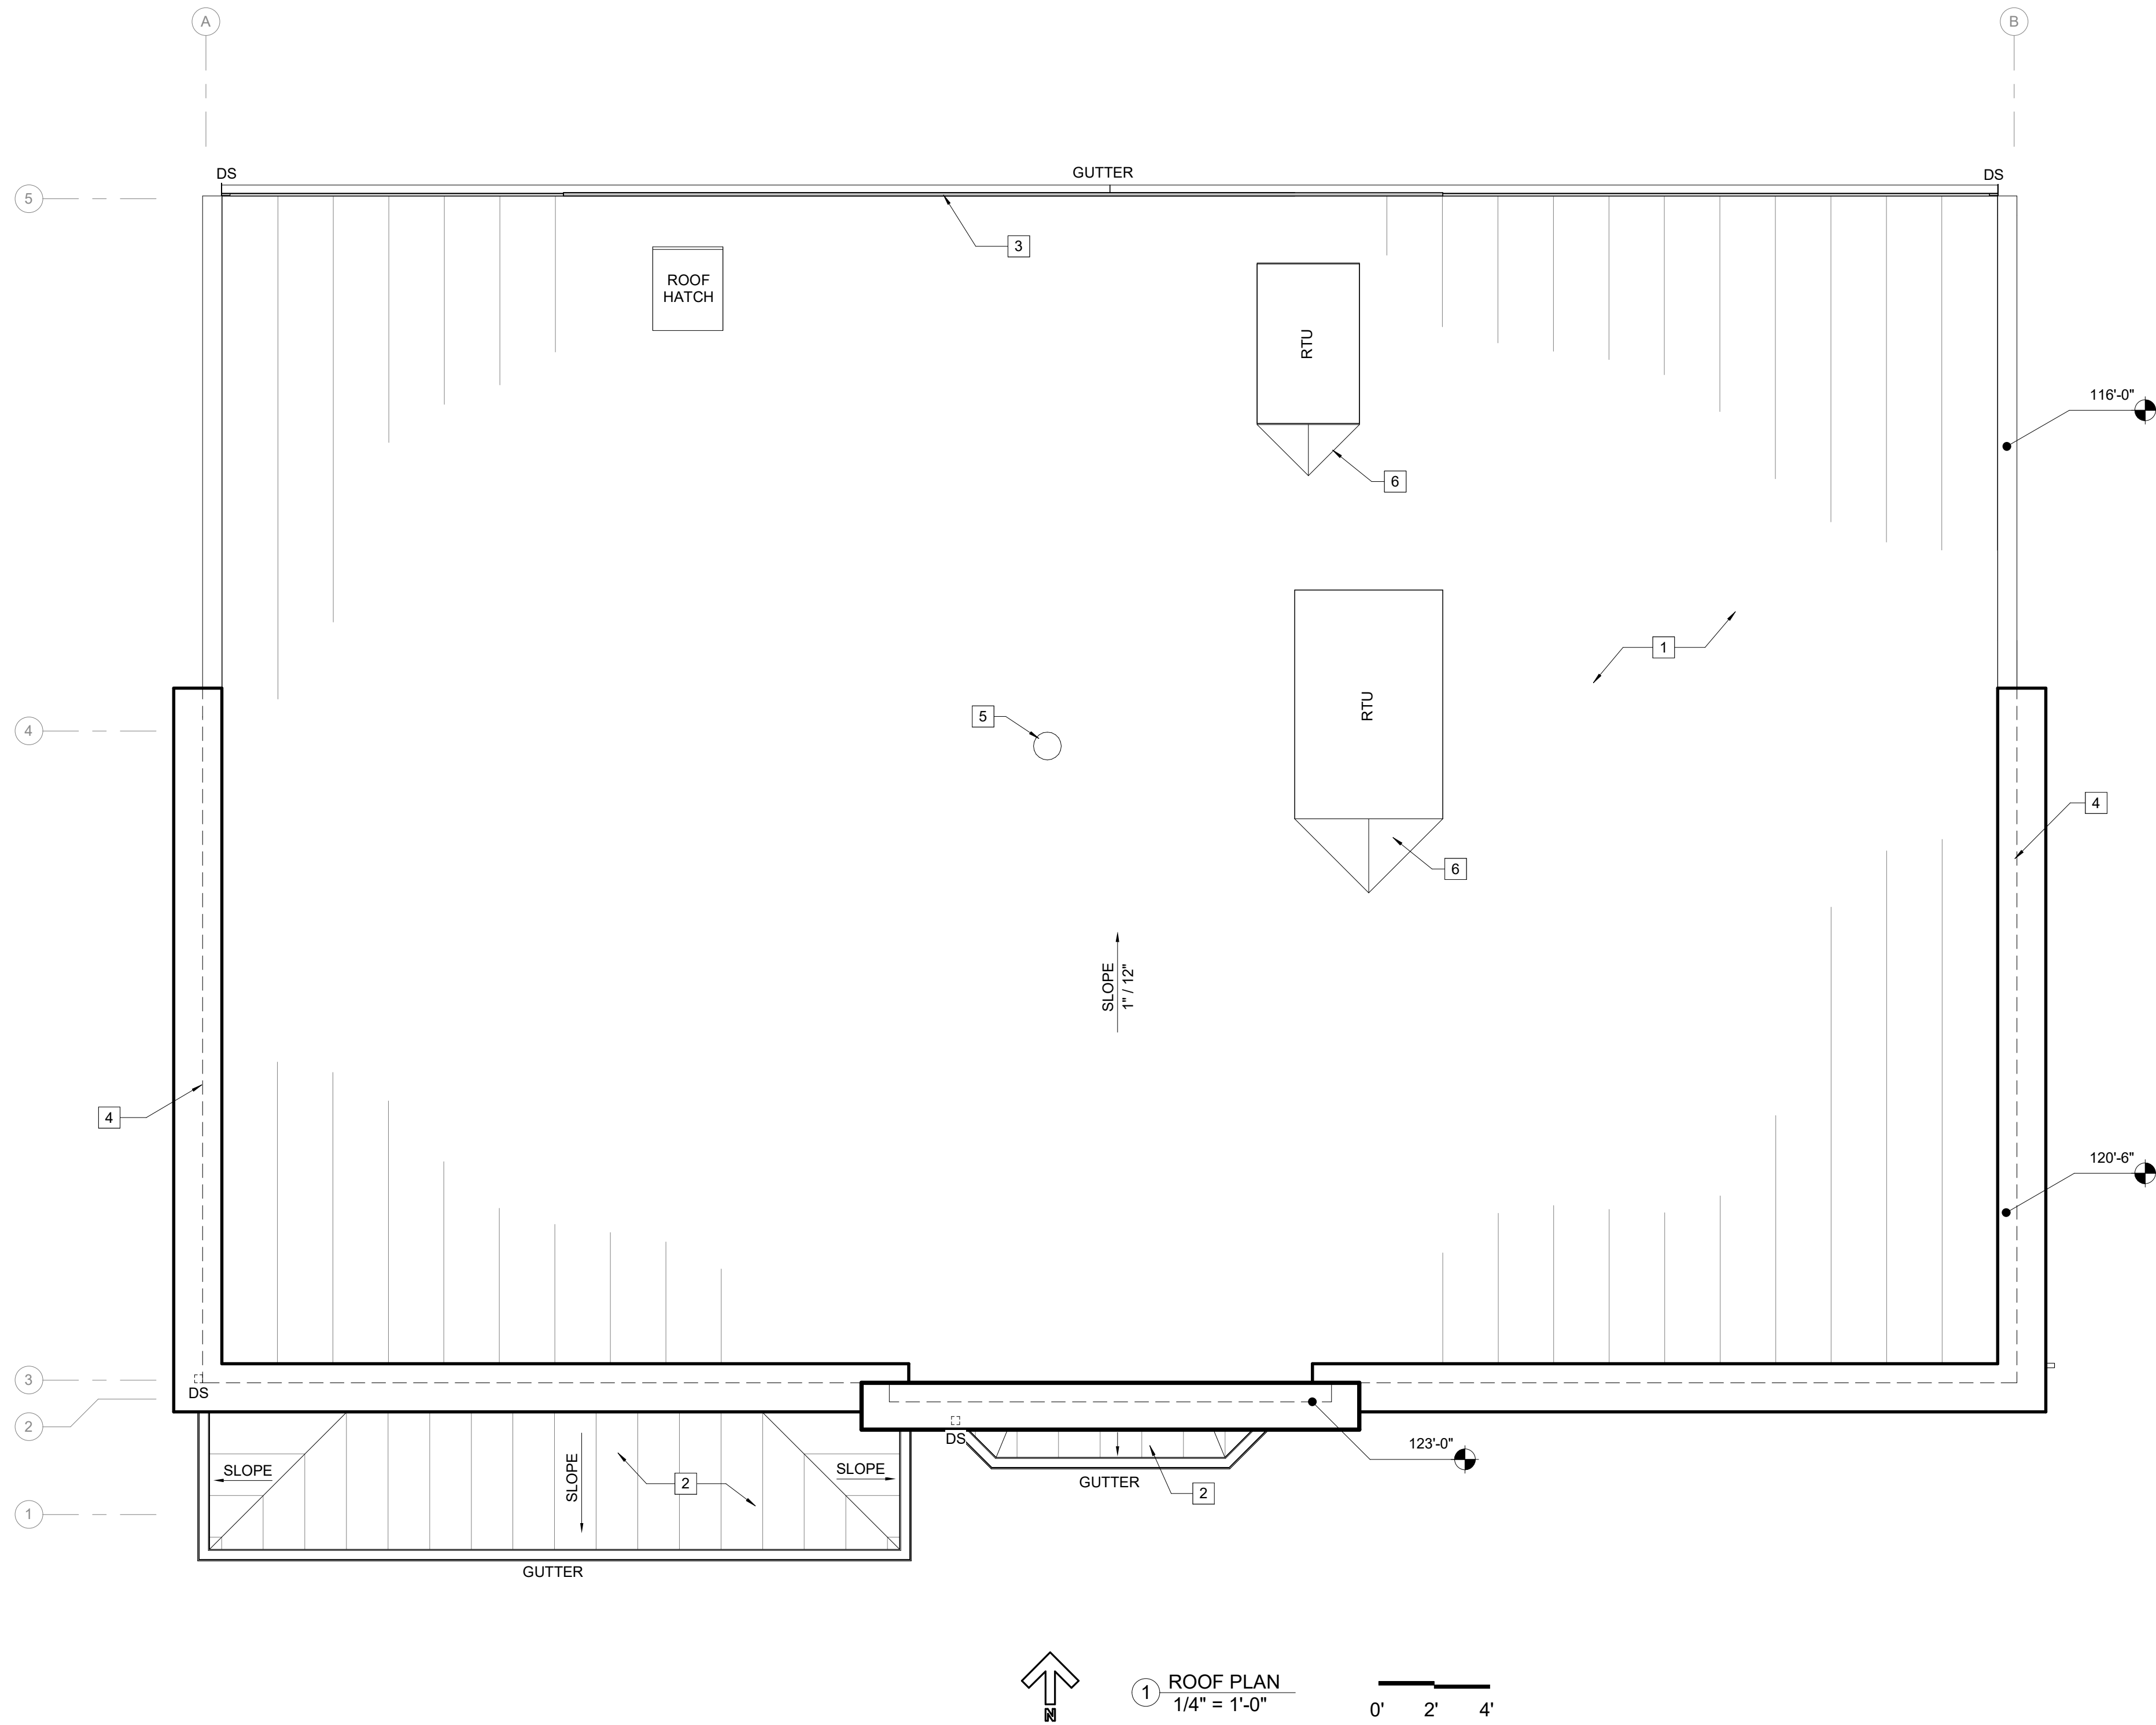 A
B
DS
GUTTER
DS
5
3
ROOF
HATCH
RTU
116'-0"
6
1
RTU
5
4
4
6
SLOPE
1" / 12"
4
120'-6"
3
DS
2
DS
123'-0"
SLOPE
SLOPE
SLOPE
2
GUTTER
2
1
GUTTER
N
1
ROOF PLAN
1/4" = 1'-0"
0' 2' 4'